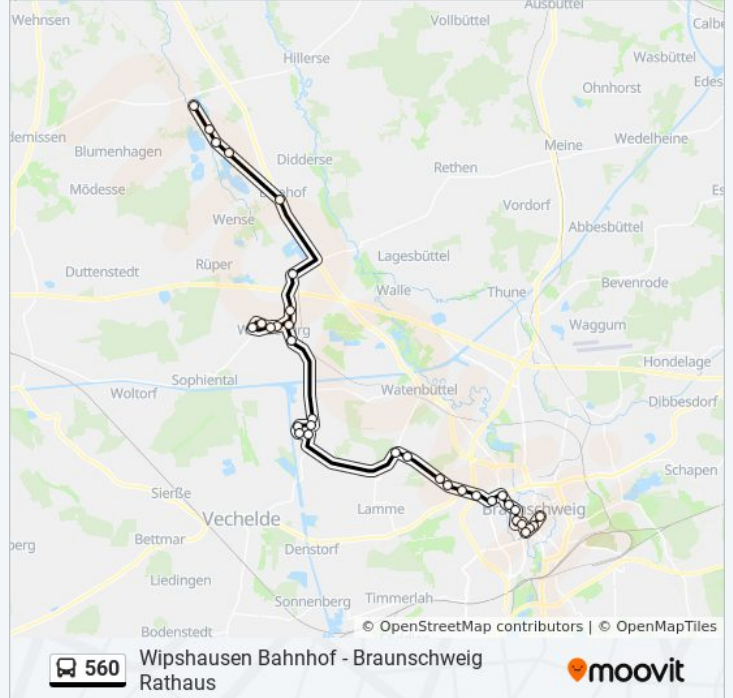 Wehnsen
Vollbüttel
Ausbüttel
Calbe
Hillerse
Wasbüttel
Edes
Ohnhorst
demissen
Blumenhagen
Didderse
Meine
Wedelheine
Rethen
Mödesse
Es
Wense
Vordorf
Abbesbüttel
Rüper
Lagesbüttel
Duttenstedt
Walle
Thune
Bevenrode
Waggum
Hondelage
Sophiental
Woltorf
Watenbüttel
Dibbesdorf
Schapen
Sierße
Lamme
Braunschweig
Vechelde
Bettmar
Denstorf
berg
Liedingen
Timmerlah
Sonnenberg
Bodenstedt
© OpenStreetMap contributors | © OpenMapTiles
560
Wipshausen Bahnhof - Braunschweig
Rathaus
moovit